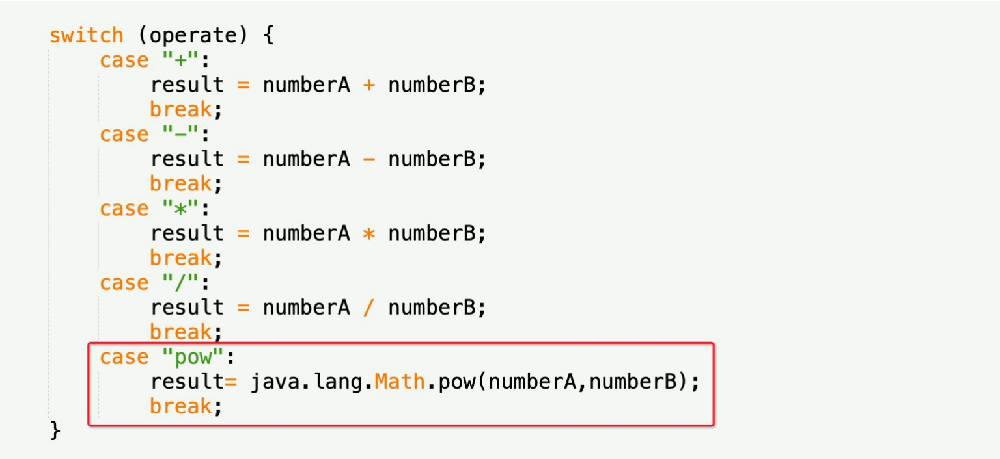 switch (operate) {
    case "+":
        result = numberA + numberB;
        break;
    case "-":
        result = numberA - numberB;
        break;
    case "*":
        result = numberA * numberB;
        break;
    case "/":
        result = numberA / numberB;
        break;
    case "pow":
        result= java.lang.Math.pow(numberA,numberB);
        break;
}